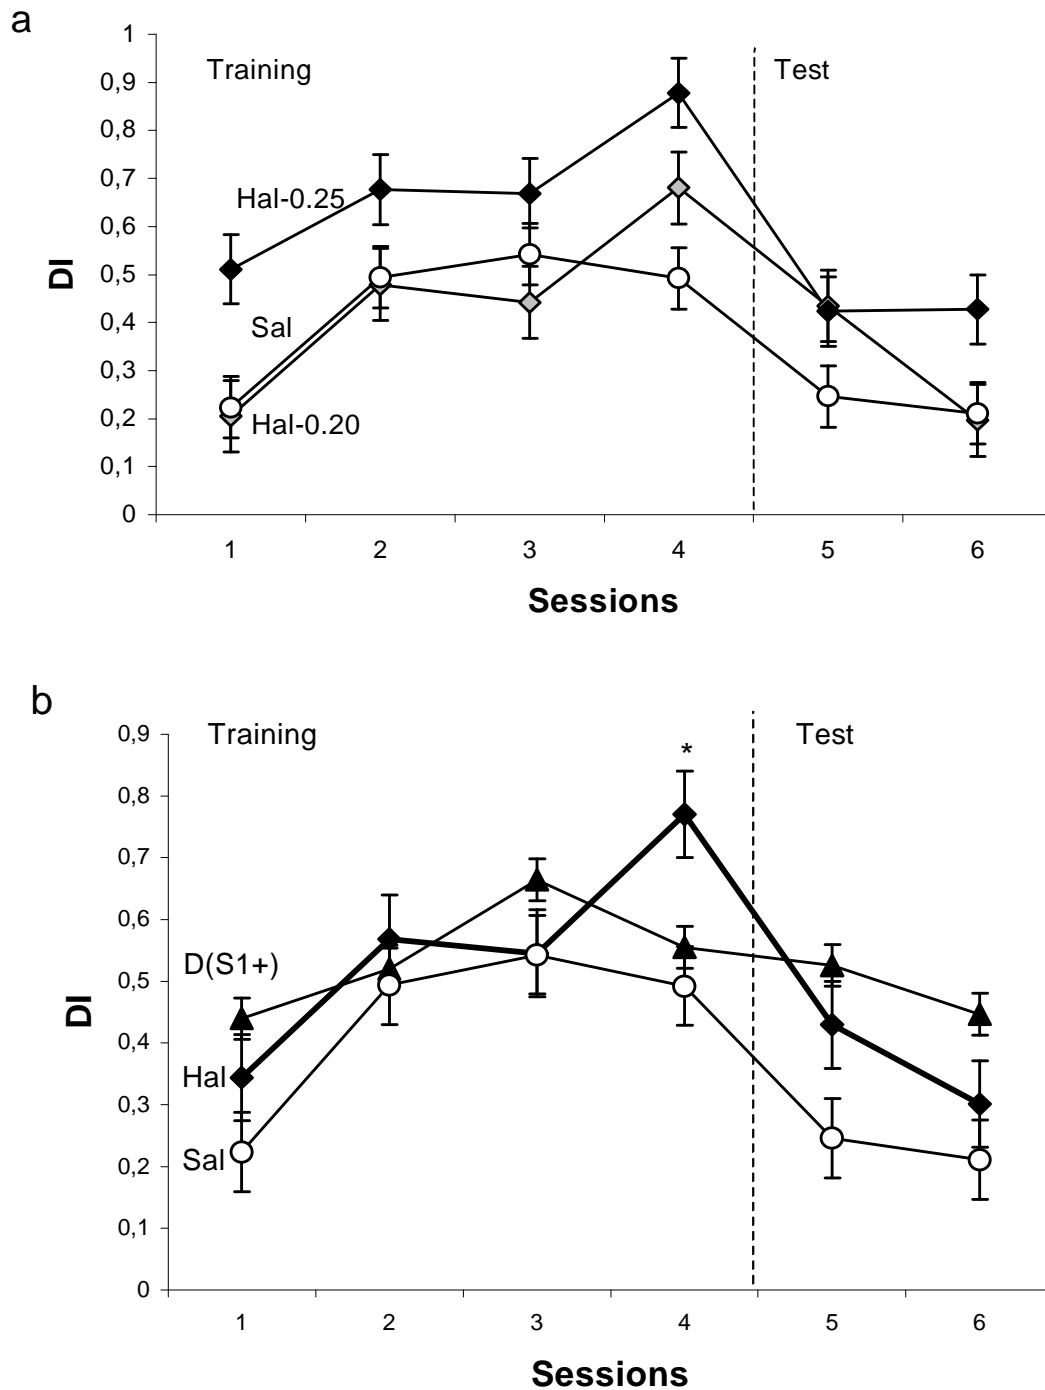 a
1
Training
Test
0,9
0,8
0,7
Hal-0.25
0,6
DI
0,5
0,4
Sal
0,3
0,2
Hal-0.20
0,1
0
1 2 3 4 5 6
Sessions
b
0,9
Training
Test
*
0,8
0,7
0,6
D(S1+)
0,5
DI
0,4
Hal
0,3
Sal
0,2
0,1
0
1 2 3 4 5 6
Sessions